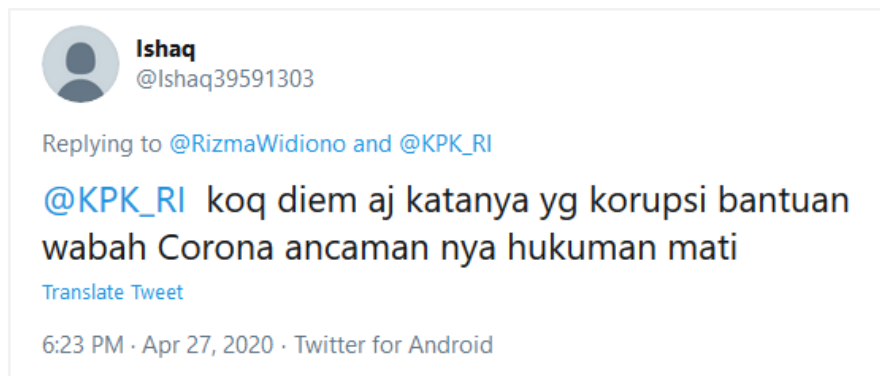 Ishaq
@Ishaq39591303
Replying to @RizmaWidiono and @KPK_RI
@KPK_RI koq diem aj katanya yg korupsi bantuan
wabah Corona ancaman nya hukuman mati
Translate Tweet
6:23 PM · Apr 27, 2020 · Twitter for Android